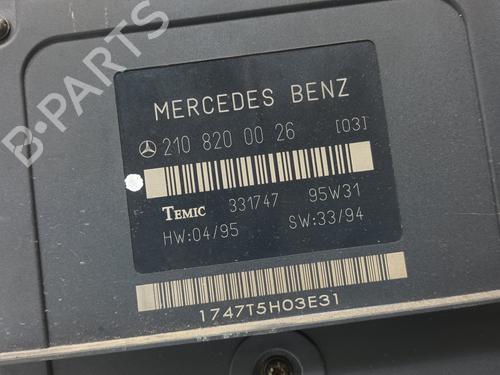 B-PARTS
MERCEDES BENZ
210 820 00 26 [03]
TEMIC 331747 95W31
HW:04/95 SW:33/94
1747T5H03E31